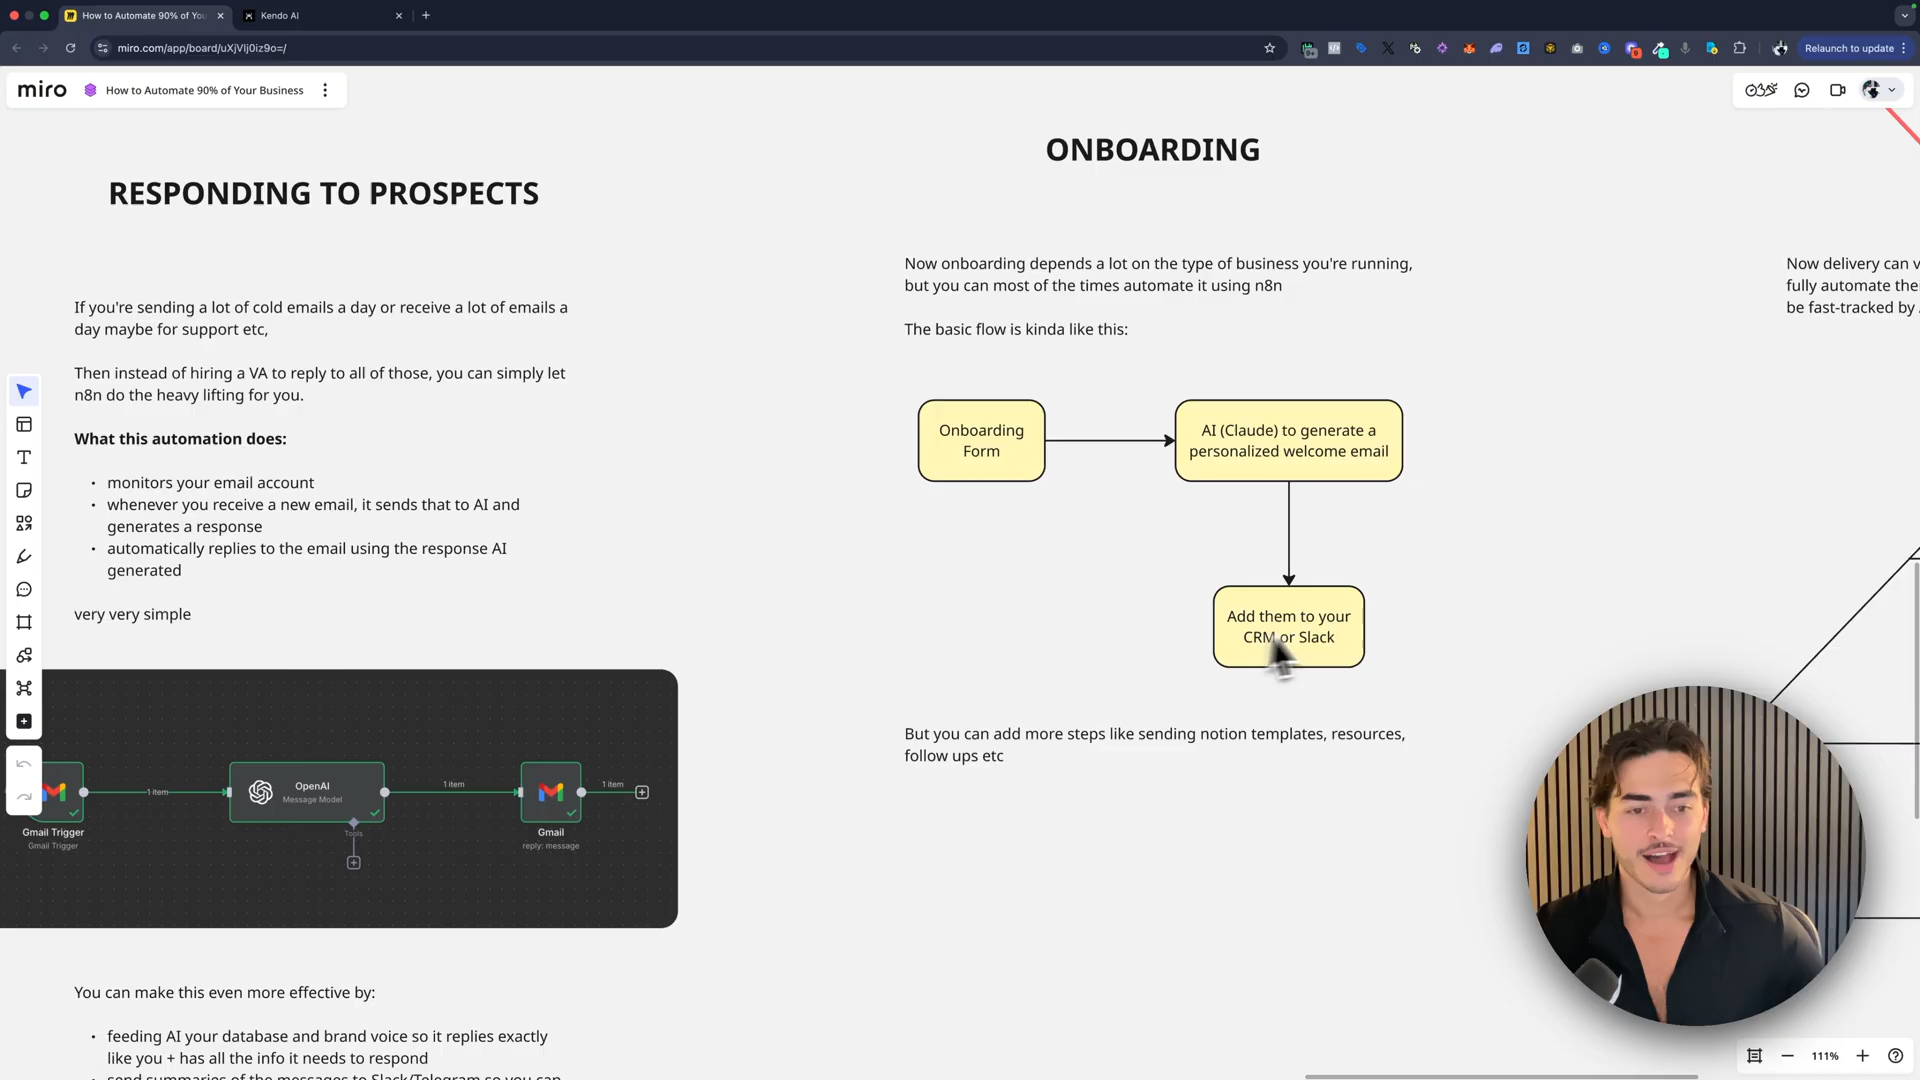 How to Automate 90% of You
Kendo AI
miro.com/app/board/uXjVIj0iz9o=/
Relaunch to update
miro
How to Automate 90% of Your Business
RESPONDING TO PROSPECTS
If you're sending a lot of cold emails a day or receive a lot of emails a
day maybe for support etc,
Then instead of hiring a VA to reply to all of those, you can simply let
n8n do the heavy lifting for you.
What this automation does:
• monitors your email account
• whenever you receive a new email, it sends that to AI and
generates a response
• automatically replies to the email using the response AI
generated
very very simple
1 item
OpenAI
Message Model
1 item
1 item
Tools
Gmail Trigger
Gmail Trigger
Gmail
reply: message
You can make this even more effective by:
• feeding AI your database and brand voice so it replies exactly
like you + has all the info it needs to respond
• send summaries of the messages to Slack/Telegram so you can
ONBOARDING
Now onboarding depends a lot on the type of business you're running,
but you can most of the times automate it using n8n
The basic flow is kinda like this:
Onboarding
Form
AI (Claude) to generate a
personalized welcome email
Add them to your
CRM or Slack
But you can add more steps like sending notion templates, resources,
follow ups etc
Now delivery can v
fully automate the
be fast-tracked by
111%